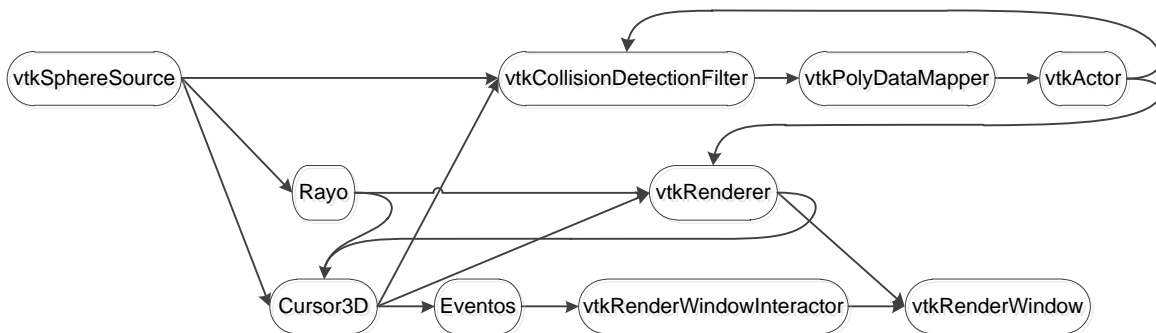 vtkSphereSource
vtkCollisionDetectionFilter
vtkPolyDataMapper
vtkActor
Rayo
vtkRenderer
Cursor3D
Eventos
vtkRenderWindowInteractor
vtkRenderWindow